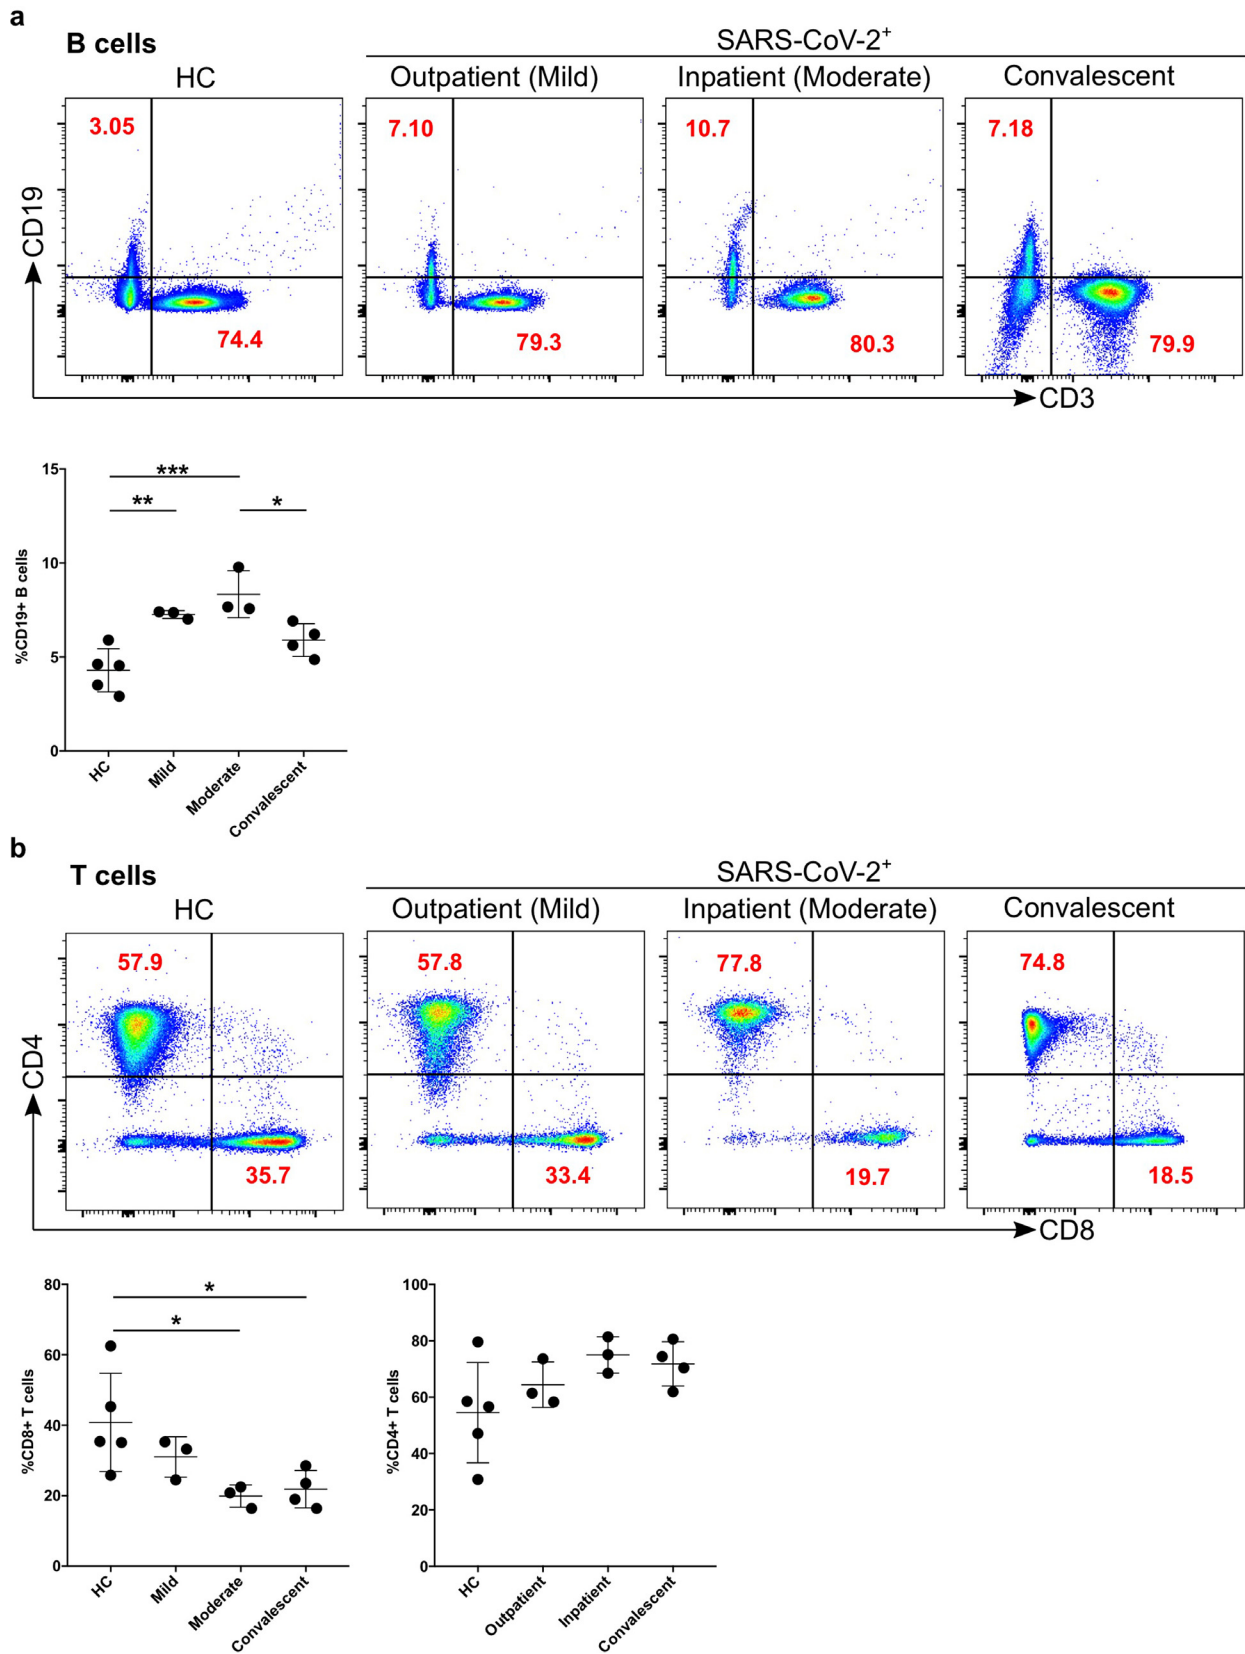 a
B cells
SARS-CoV-2+
HC
Outpatient (Mild)
Inpatient (Moderate)
Convalescent
3.05
7.10
10.7
7.18
CD19
74.4
79.3
80.3
79.9
CD3
15
10
5
0
%CD19+ B cells
***
**
*
HC
Mild
Moderate
Convalescent
b
T cells
SARS-CoV-2+
HC
Outpatient (Mild)
Inpatient (Moderate)
Convalescent
57.9
57.8
77.8
74.8
CD4
35.7
33.4
19.7
18.5
CD8
80
60
40
20
0
%CD8+ T cells
*
*
HC
Mild
Moderate
Convalescent
100
80
60
40
20
0
%CD4+ T cells
HC
Outpatient
Inpatient
Convalescent